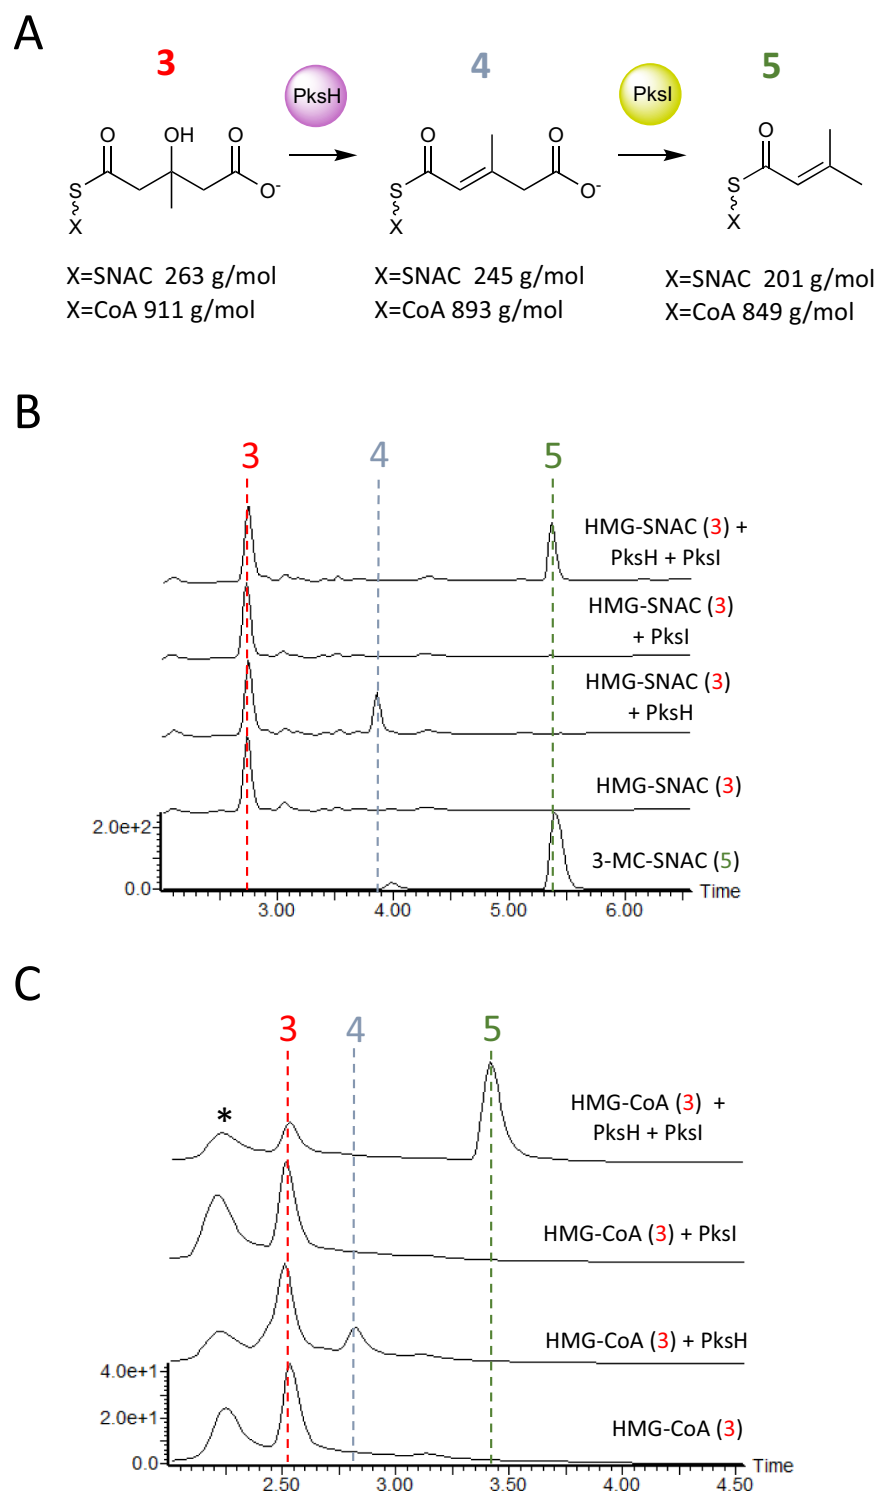 A
3
PksH
4
PksI
5
O
OH
O
S
O-
X
O
O
S
O-
X
O
S
X
X=SNAC 263 g/mol
X=CoA 911 g/mol
X=SNAC 245 g/mol
X=CoA 893 g/mol
X=SNAC 201 g/mol
X=CoA 849 g/mol
B
3
4
5
HMG-SNAC (3) +
PksH + PksI
HMG-SNAC (3)
+ PksI
HMG-SNAC (3)
+ PksH
HMG-SNAC (3)
3-MC-SNAC (5)
2.0e+2
0.0
Time
3.00
4.00
5.00
6.00
C
3
4
5
*
HMG-CoA (3) +
PksH + PksI
HMG-CoA (3) + PksI
HMG-CoA (3) + PksH
HMG-CoA (3)
4.0e+1
2.0e+1
0.0
Time
2.50
3.00
3.50
4.00
4.50